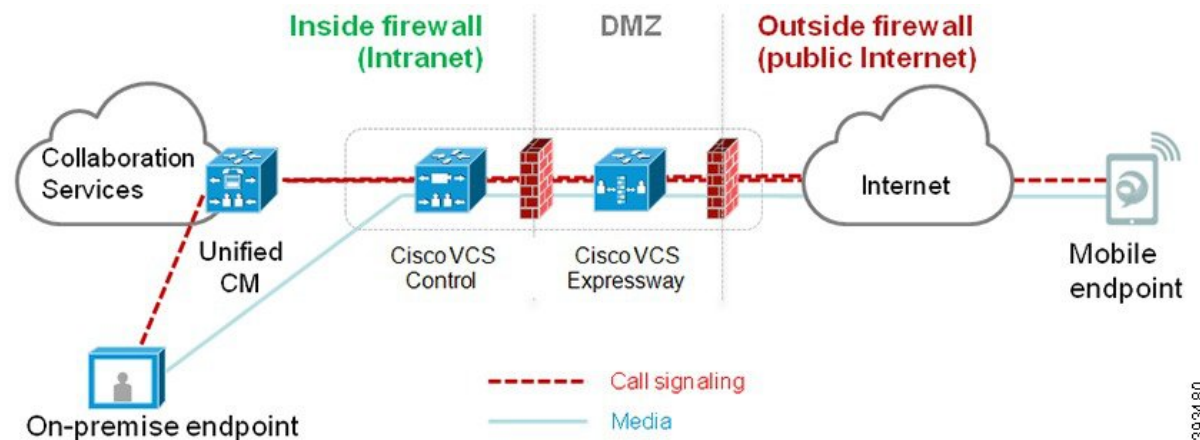 Inside firewall
(Intranet)
DMZ
Outside firewall
(public Internet)
Collaboration
Services
Unified
CM
Cisco VCS
Control
Cisco VCS
Expressway
Internet
Mobile
endpoint
On-premise endpoint
Call signaling
Media
393480